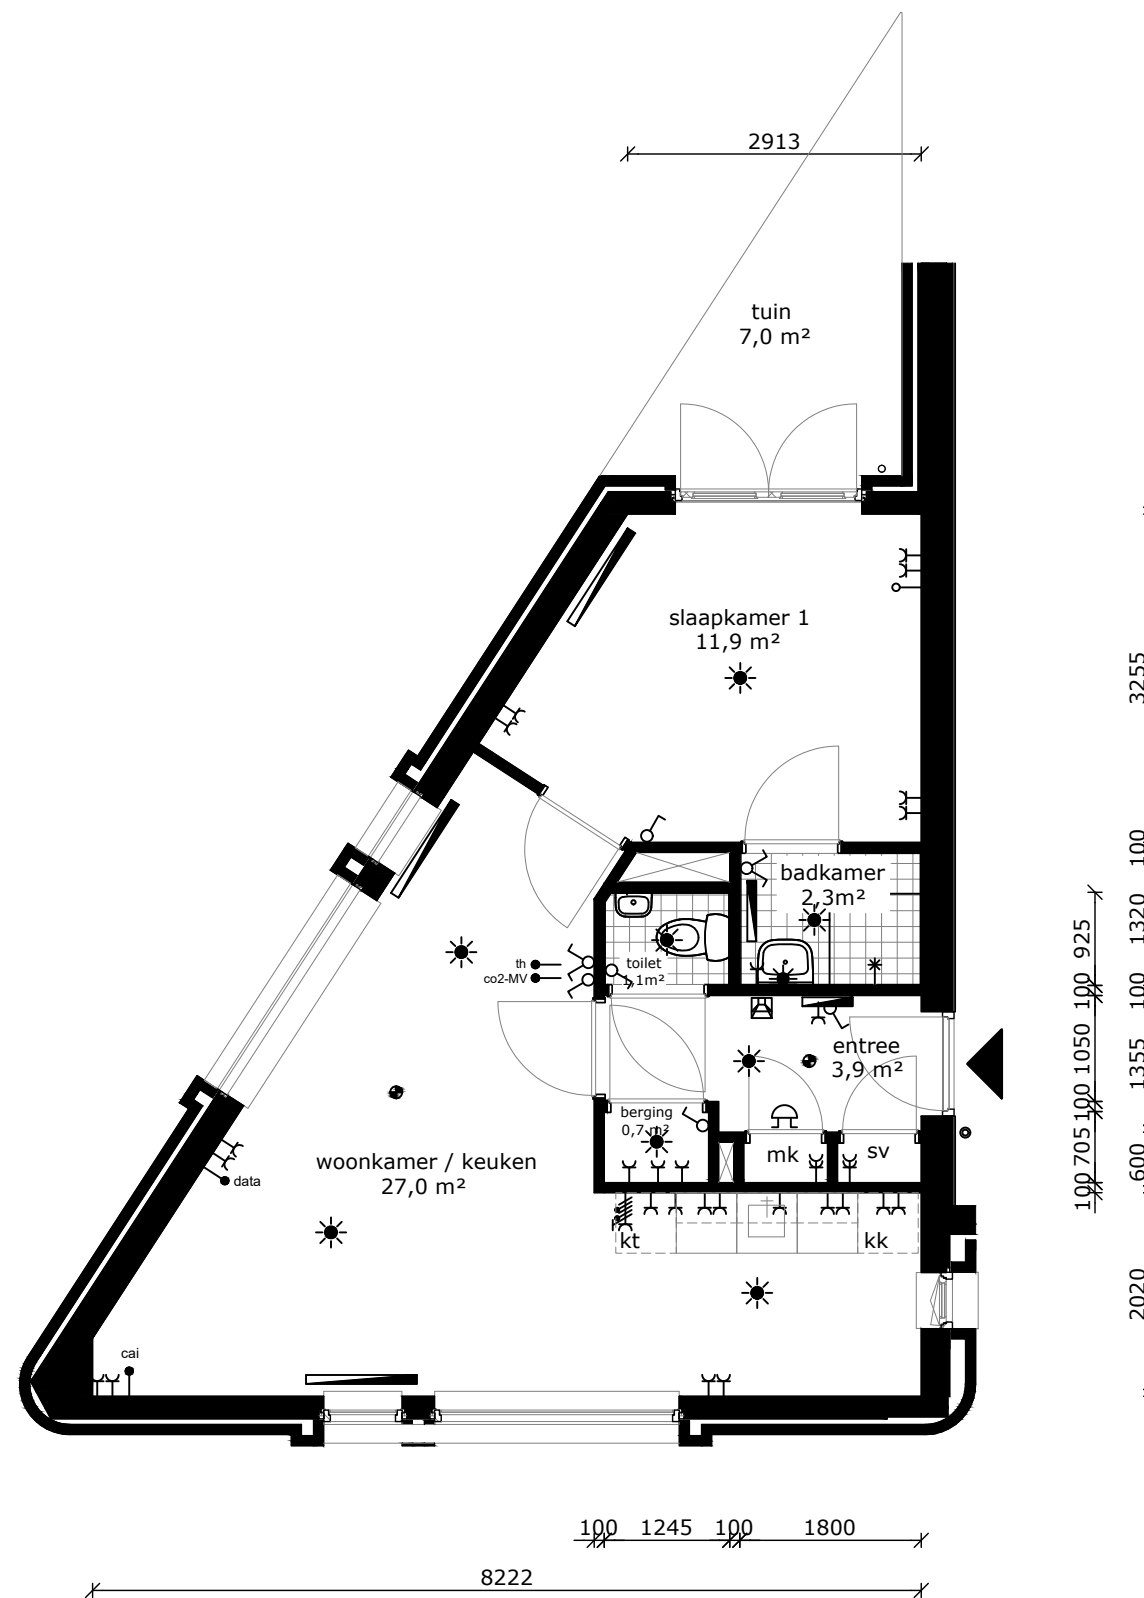 2913
tuin
7,0 m²
slaapkamer 1
11,9 m²
3255
100
badkamer
2,3m²
1320
925
toilet
1,1m²
th
co2-MV
100
100
entree
3,9 m²
1050
1355
berging
0,7 m²
100
mk
sv
705
600
100
woonkamer / keuken
27,0 m²
data
kt
kk
2020
cai
100
1245
100
1800
8222